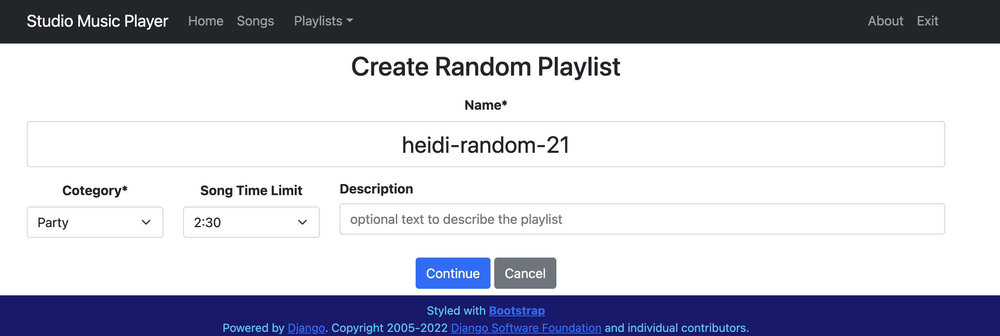 Studio Music Player Home Songs Playlists About Exit
Create Random Playlist
Name*
heidi-random-21
Cotegory* Song Time Limit Description
Party 2:30 optional text to describe the playlist
Continue Cancel
Styled with Bootstrap
Powered by Django. Copyright 2005-2022 Django Software Foundation and individual contributors.